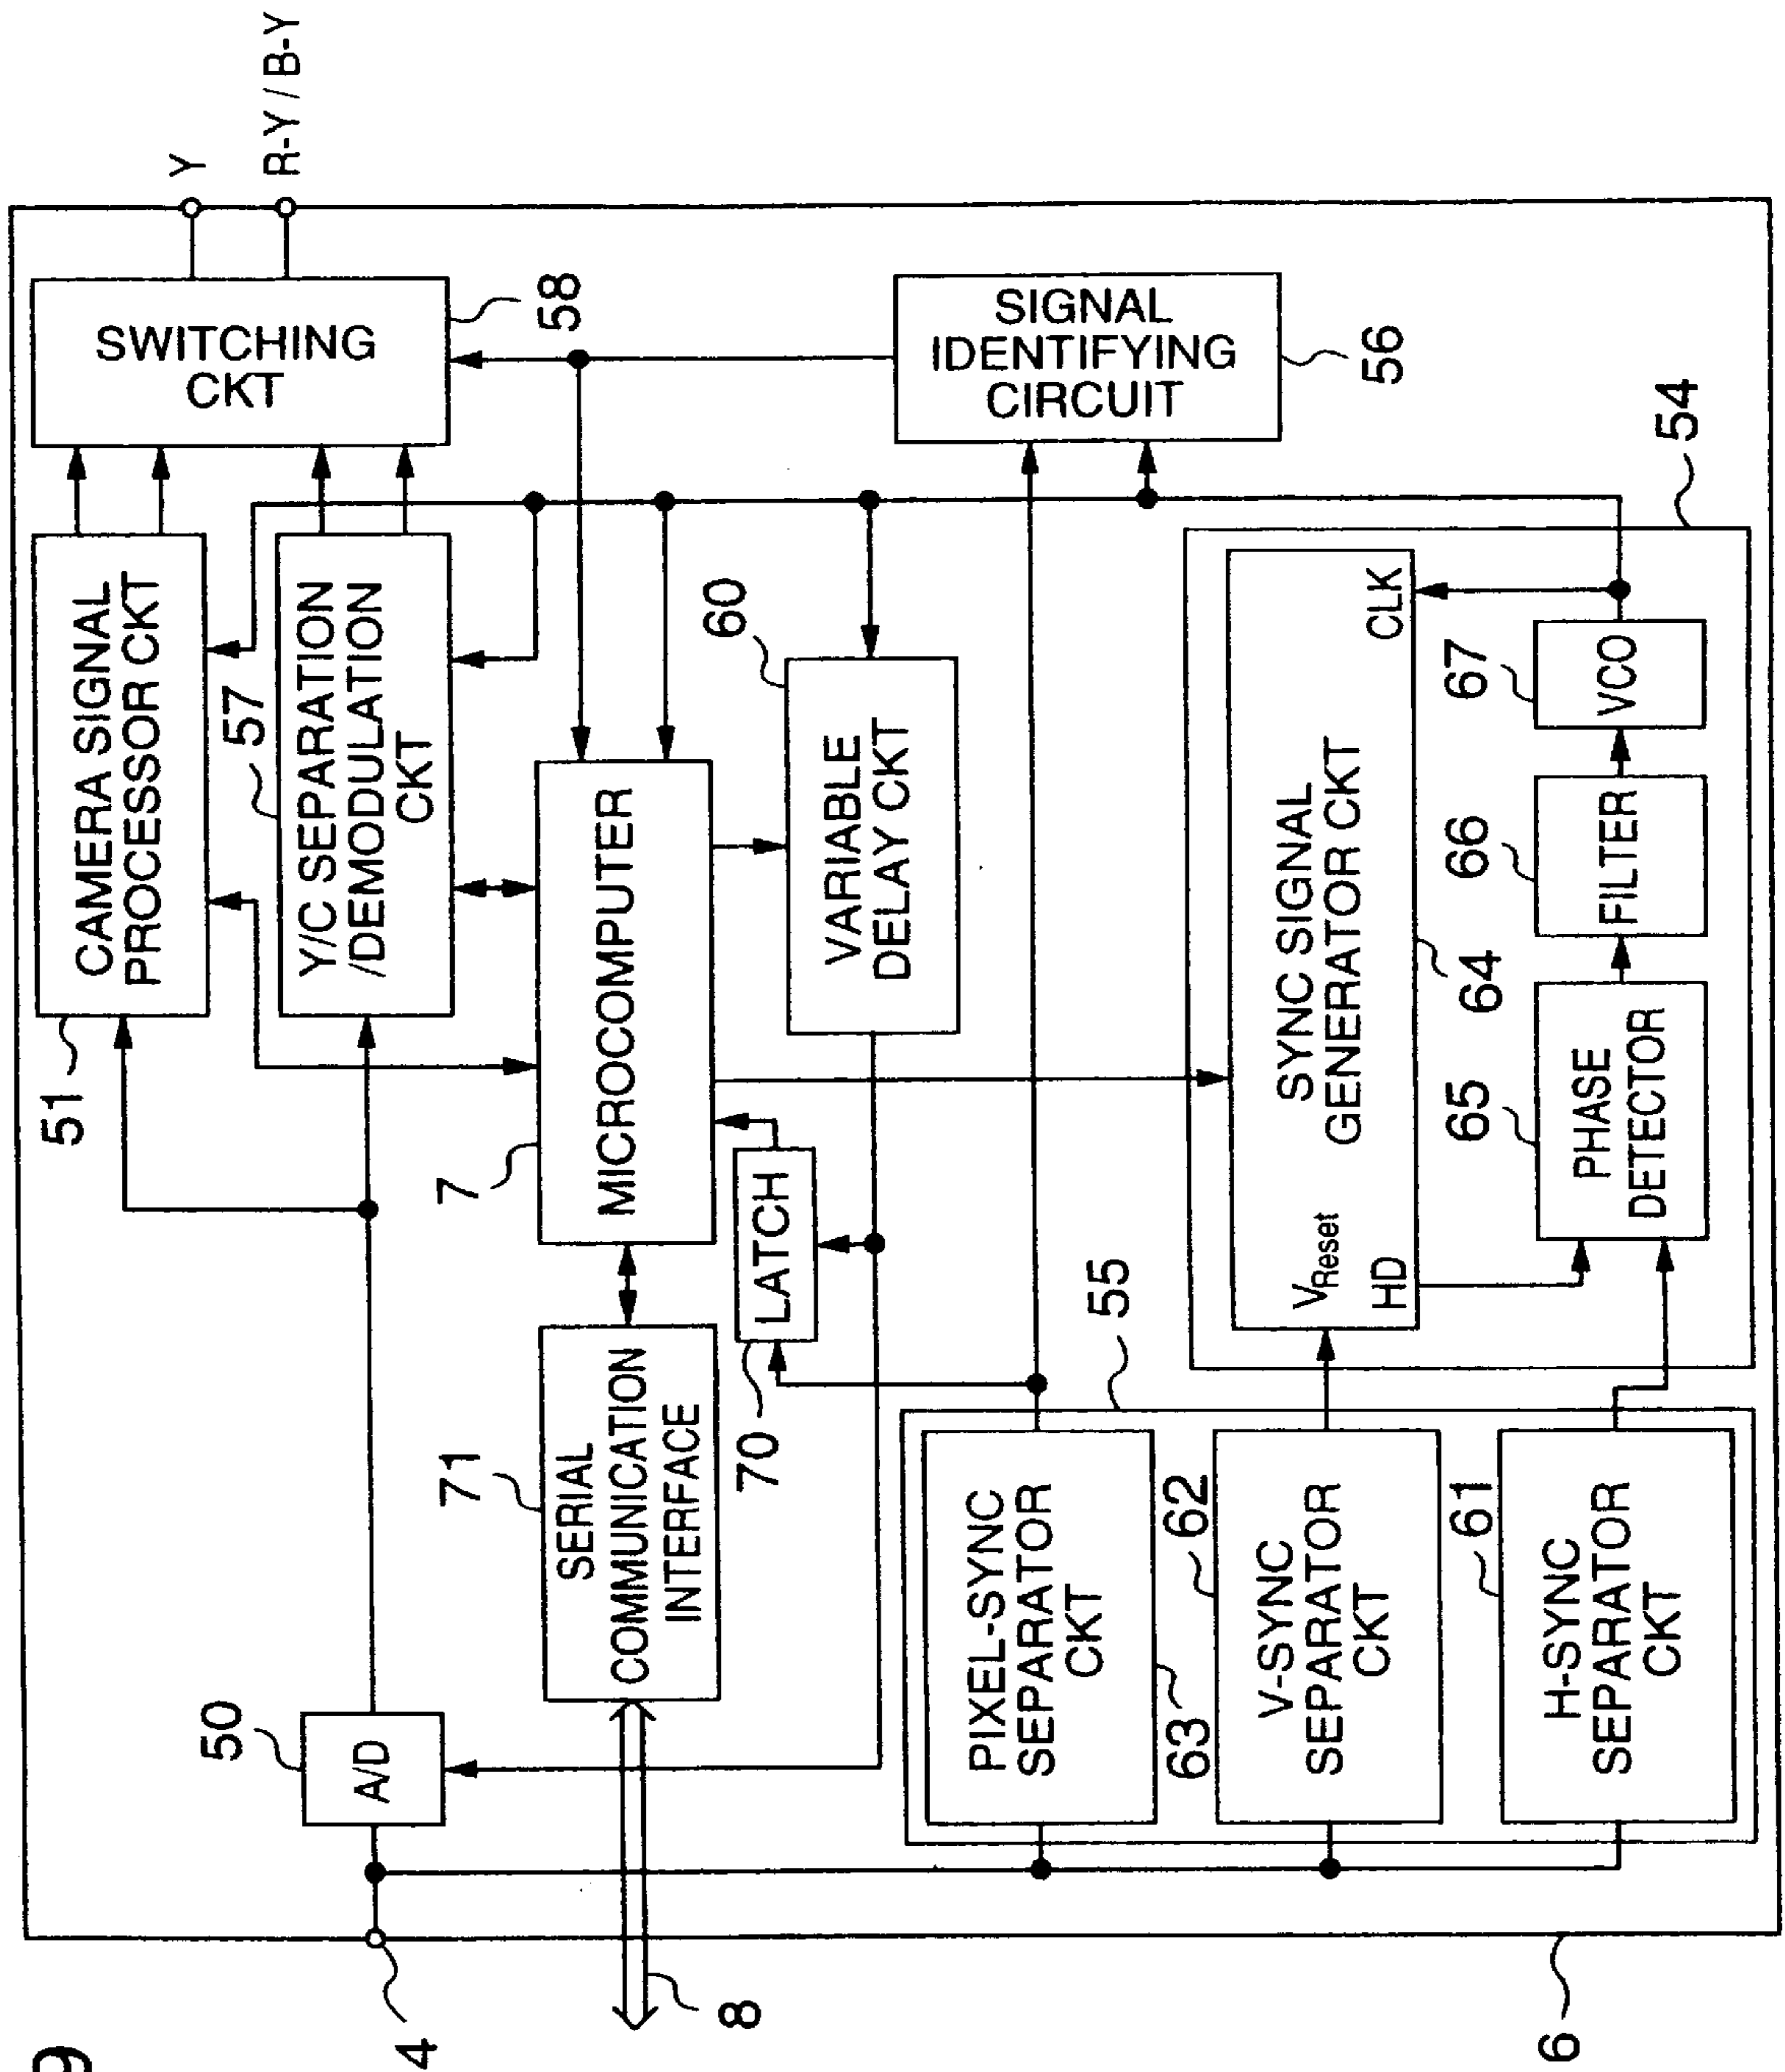 9
4
8
6
50
A/D
51
CAMERA SIGNAL
PROCESSOR CKT
57
Y/C SEPARATION
/DEMODULATION
CKT
SWITCHING
CKT
58
Y
R-Y / B-Y
71
SERIAL
COMMUNICATION
INTERFACE
7
MICROCOMPUTER
70
LATCH
60
VARIABLE
DELAY CKT
SIGNAL
IDENTIFYING
CIRCUIT
56
55
PIXEL-SYNC
SEPARATOR
CKT
63
62
V-SYNC
SEPARATOR
CKT
61
H-SYNC
SEPARATOR
CKT
54
VReset
HD
SYNC SIGNAL
GENERATOR CKT
CLK
64
65
PHASE
DETECTOR
66
FILTER
67
VCO